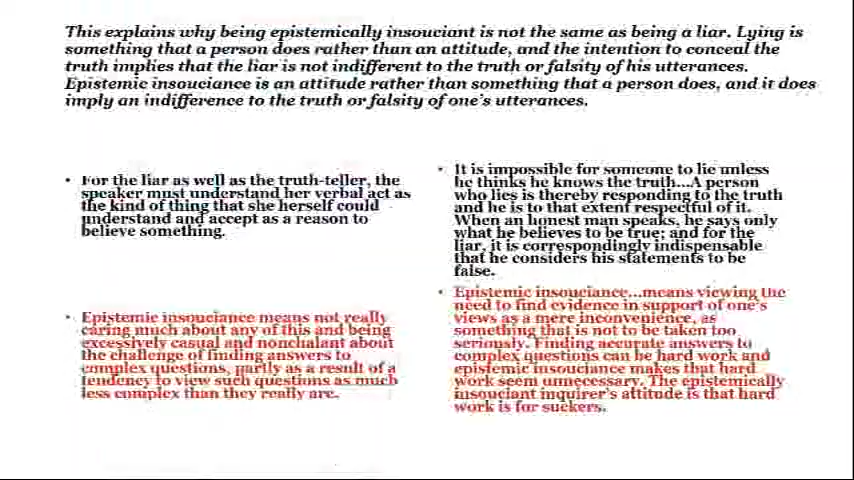 This explains why being epistemically insouciant is not the same as being a liar. Lying is
something that a person does rather than an attitude, and the intention to conceal the
truth implies that the liar is not indifferent to the truth or falsity of his utterances.
Epistemic insouciance is an attitude rather than something that a person does, and it does
imply an indifference to the truth or falsity of one's utterances.
• For the liar as well as the truth-teller, the
speaker must understand her verbal act as
the kind of thing that she herself could
understand and accept as a reason to
believe something.
• Epistemic insouciance means not really
caring much about any of this and being
excessively casual and nonchalant about
the challenge of finding answers to
complex questions, partly as a result of a
tendency to view such questions as much
less complex than they really are.
• It is impossible for someone to lie unless
he thinks he knows the truth...A person
who lies is thereby responding to the truth
and he is to that extent respectful of it.
When an honest man speaks, he says only
what he believes to be true; and for the
liar, it is correspondingly indispensable
that he considers his statements to be
false.
• Epistemic insouciance...means viewing the
need to find evidence in support of one's
views as a mere inconvenience, as
something that is not to be taken too
seriously. Finding accurate answers to
complex questions can be hard work and
epistemic insouciance makes that hard
work seem unnecessary. The epistemically
insouciant inquirer's attitude is that hard
work is for suckers.